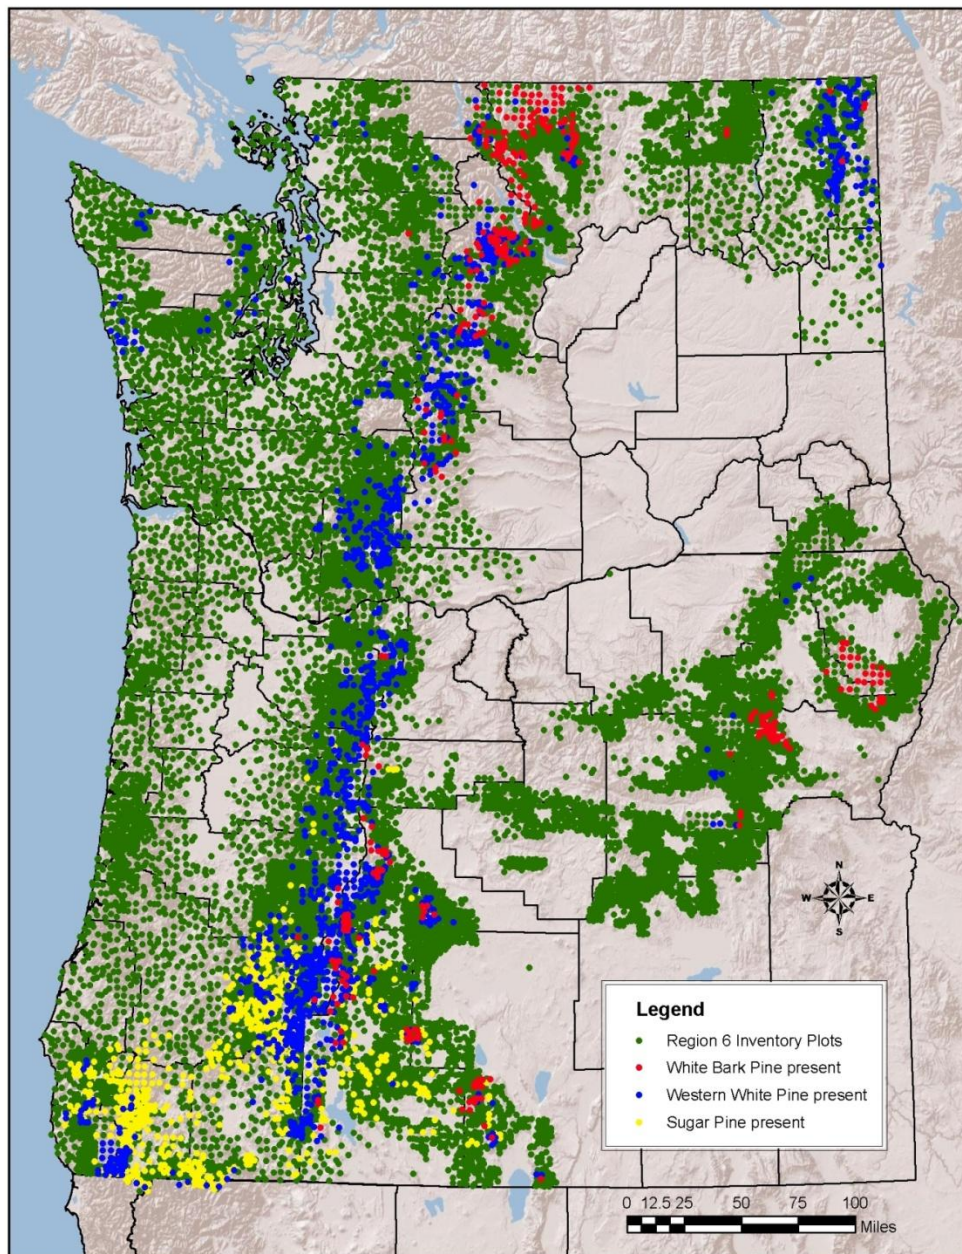 N
W E
S
Legend
Region 6 Inventory Plots
White Bark Pine present
Western White Pine present
Sugar Pine present
0 12.5 25 50 75 100
Miles